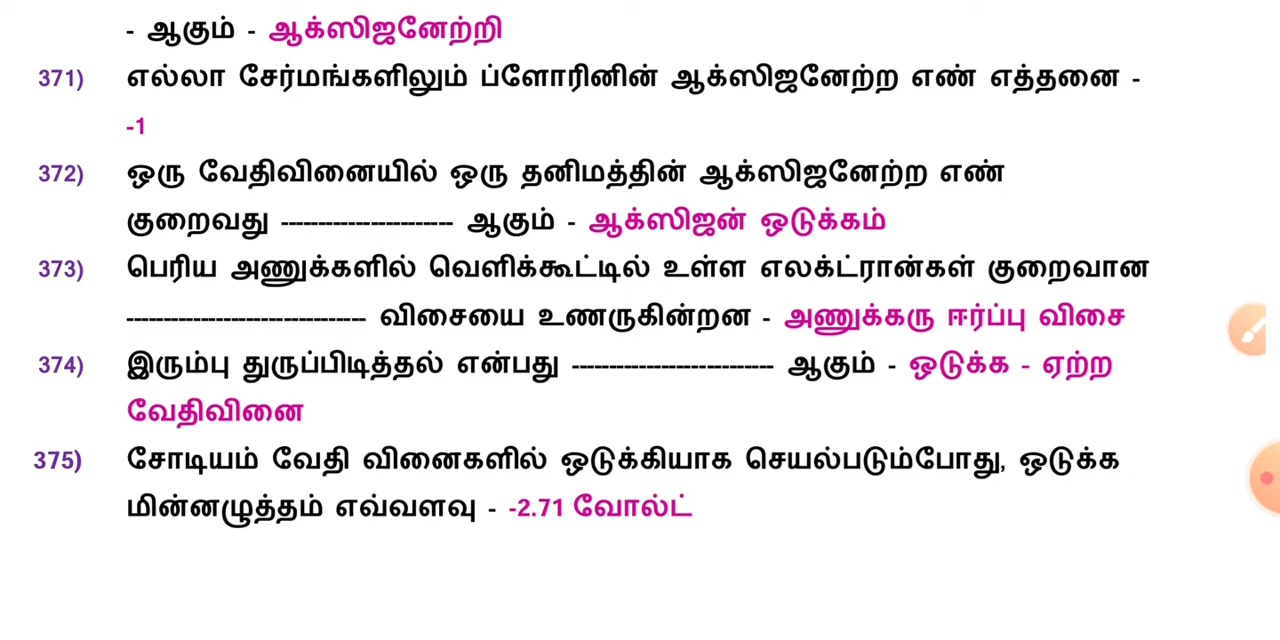 - ஆகும் - ஆக்ஸிஜனேற்றி
371) எல்லா சேர்மங்களிலும் ப்ளோரினின் ஆக்ஸிஜனேற்ற எண் எத்தனை -
-1
372) ஒரு வேதிவினையில் ஒரு தனிமத்தின் ஆக்ஸிஜனேற்ற எண்
குறைவது ----------------------- ஆகும் - ஆக்ஸிஜன் ஒடுக்கம்
373) பெரிய அணுக்களில் வெளிக்கூட்டில் உள்ள எலக்ட்ரான்கள் குறைவான
-------------------------------- விசையை உணருகின்றன - அணுக்கரு ஈர்ப்பு விசை
374) இரும்பு துருப்பிடித்தல் என்பது --------------------------- ஆகும் - ஒடுக்க - ஏற்ற
வேதிவினை
375) சோடியம் வேதி வினைகளில் ஒடுக்கியாக செயல்படும்போது, ஒடுக்க
மின்னழுத்தம் எவ்வளவு - -2.71 வோல்ட்